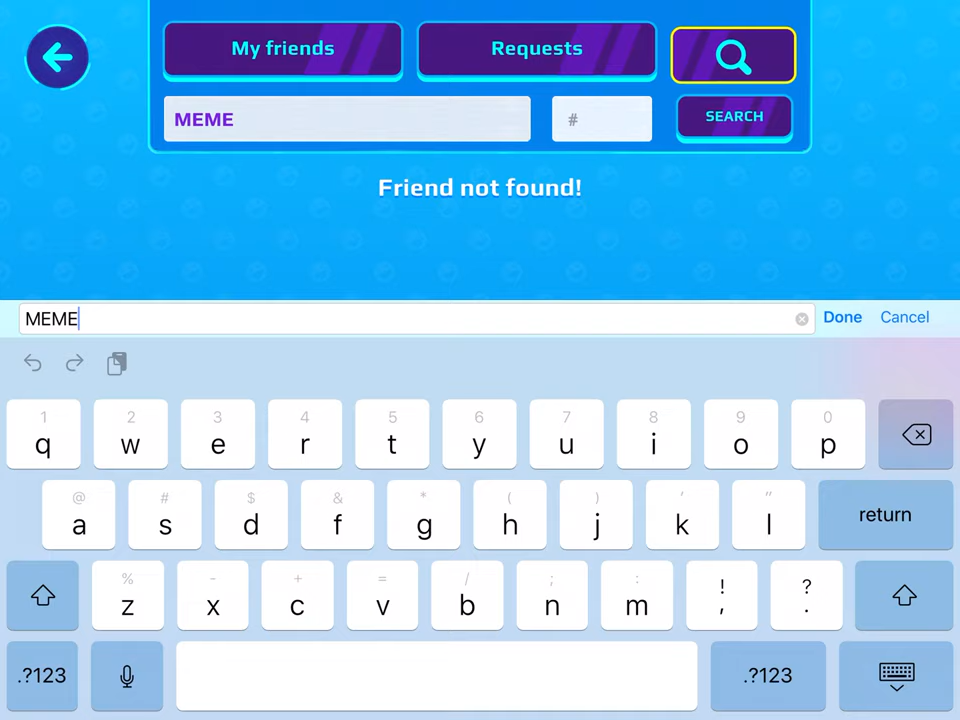 My friends Requests
MEME # SEARCH
Friend not found!
MEME Done Cancel
1 2 3 4 5 6 7 8 9 0
q w e r t y u i o p
@ # $ & * ( ) ' "
a s d f g h j k l return
% - + = / ; : ! ?
z x c v b n m , .
.?123 .?123